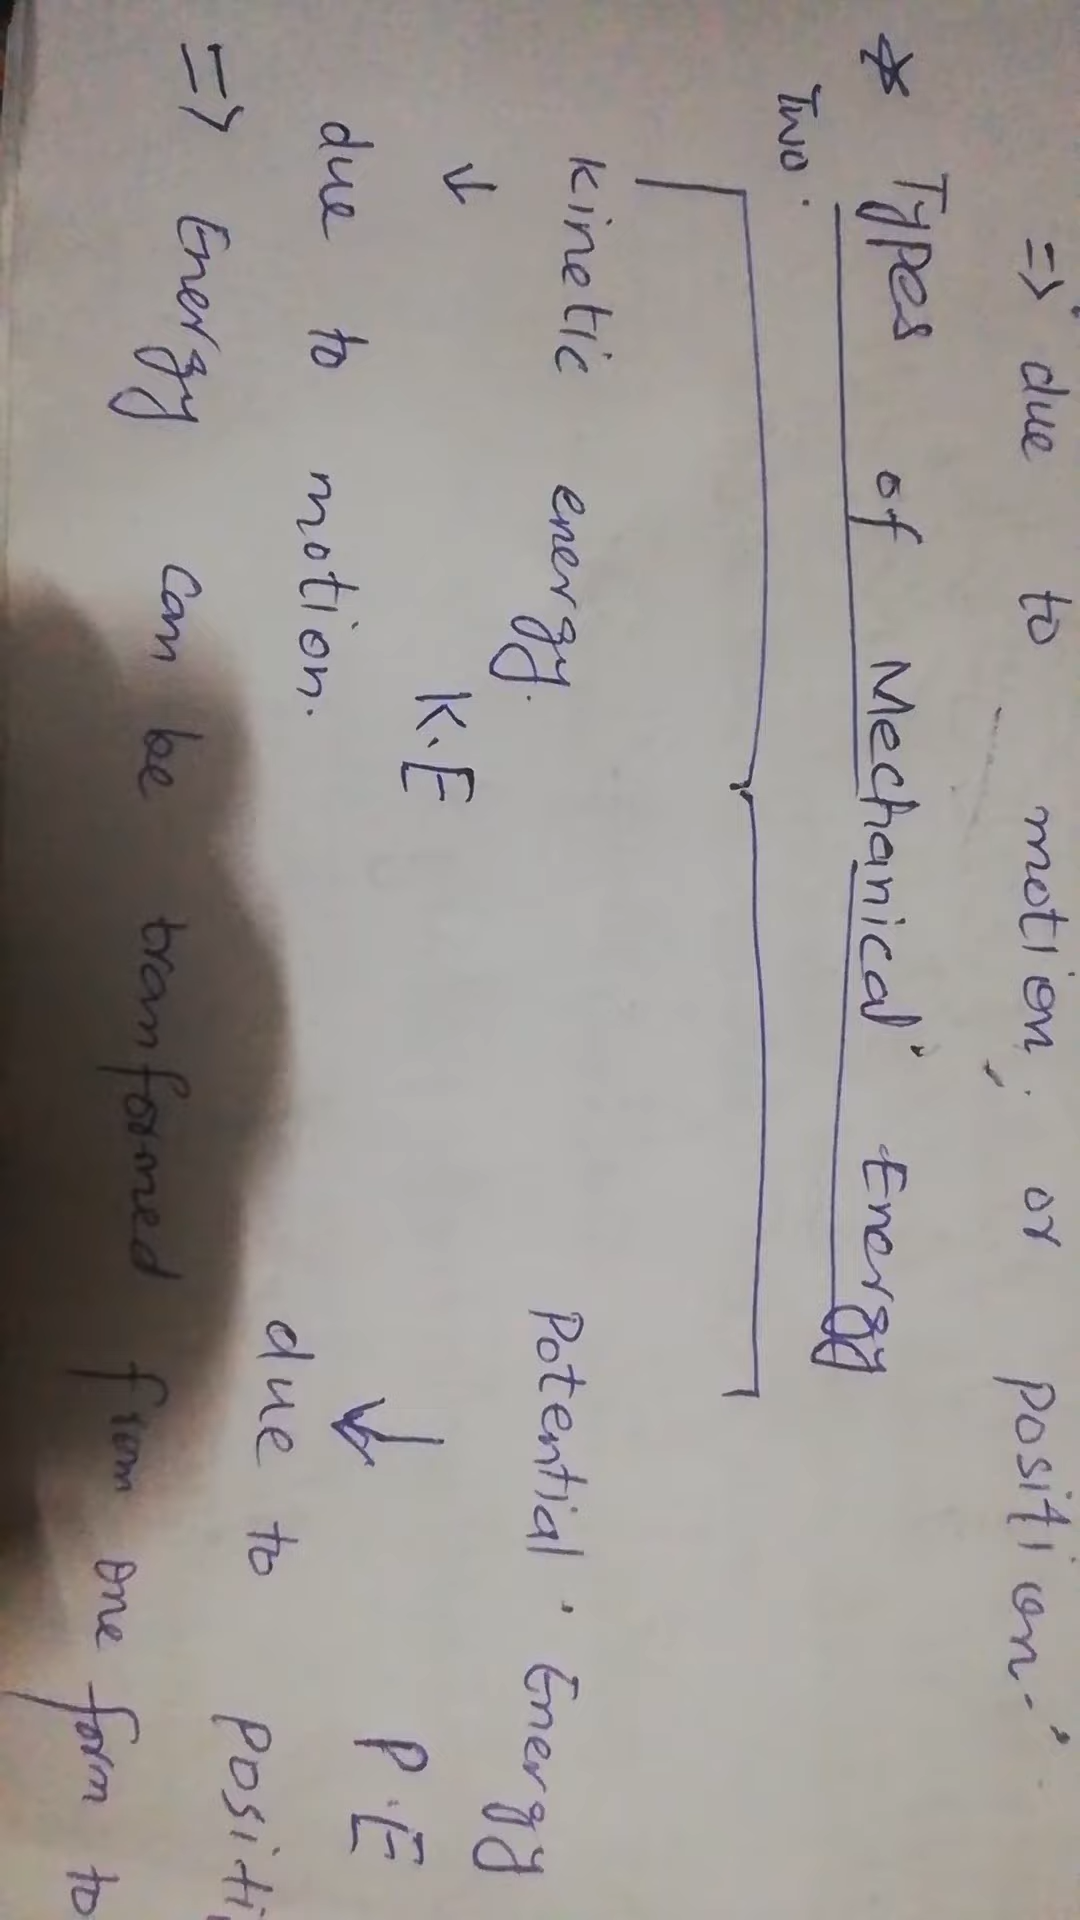 => due to motion, or position.
* Types of Mechanical Energy
Two.
kinetic energy. Potential Energy
↓ K.E ↓ P.E
due to motion. due to positi
=> Energy can be tranformed from one form to